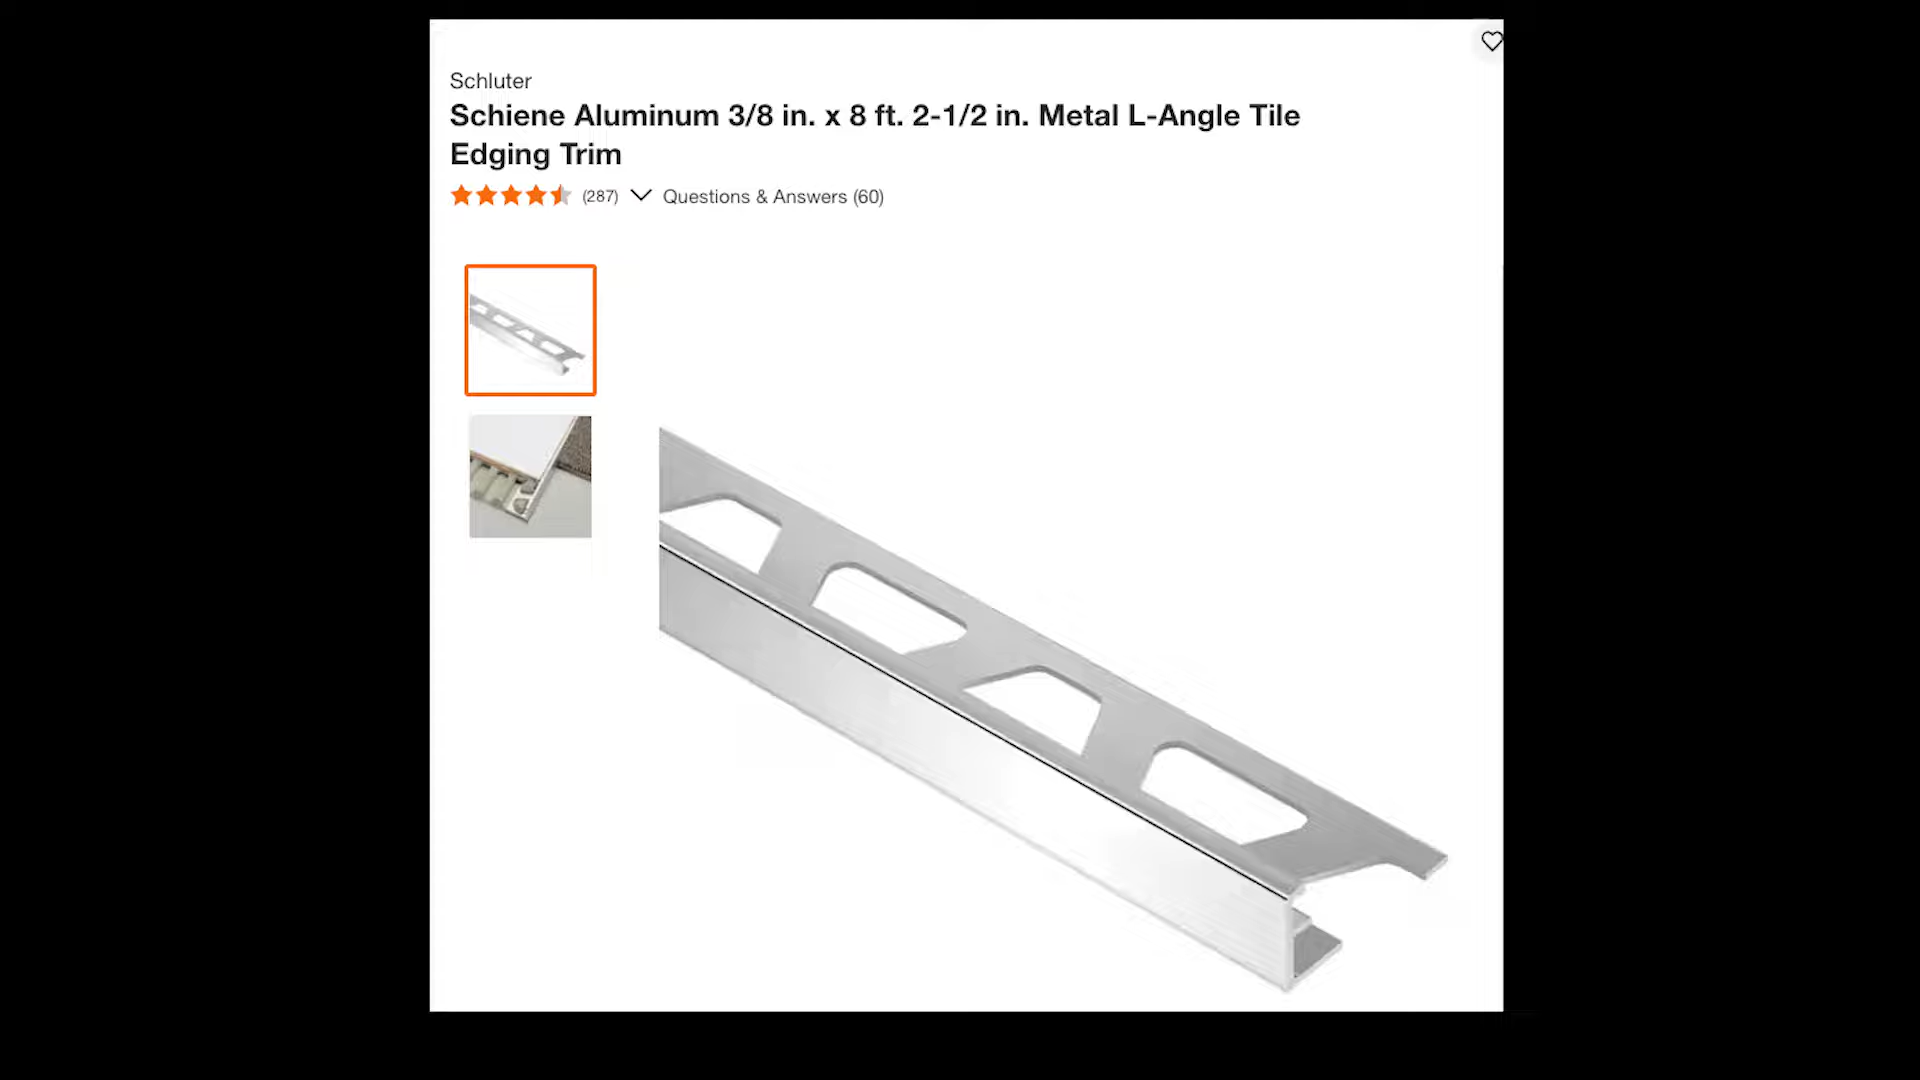 Schluter
Schiene Aluminum 3/8 in. x 8 ft. 2-1/2 in. Metal L-Angle Tile
Edging Trim
(287) Questions & Answers (60)